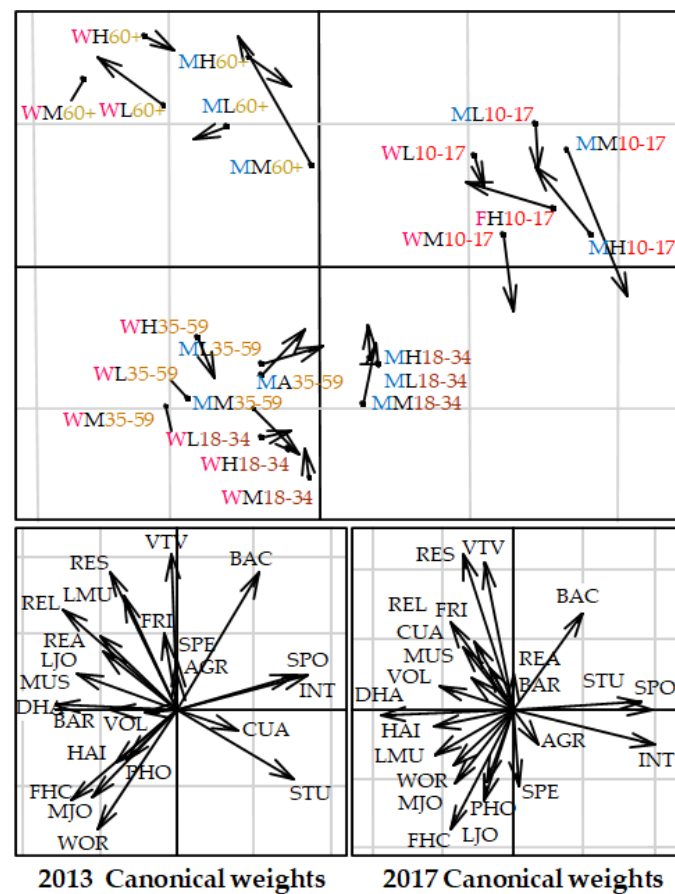 WH60+
MH60+
WM60+
WL60+
ML60+
MM60+
ML10-17
WL10-17
MM10-17
FH10-17
WM10-17
MH10-17
WH35-59
ML35-59
MH18-34
WL35-59
MA35-59
ML18-34
MM35-59
MM18-34
WM35-59
WL18-34
WH18-34
WM18-34
VTV
RES
BAC
REL
LMU
FRI
REA
SPE
LJO
AGR
SPO
MUS
INT
DHA
BAR
VOL
CUA
HAI
PHO
FHC
STU
MJO
WOR
RES
VTV
BAC
REL
FRI
CUA
MUS
REA
VOL
BAR
STU
SPO
DHA
HAI
AGR
LMU
INT
WOR
SPE
MJO
PHO
FHC
LJO
2013 Canonical weights
2017 Canonical weights